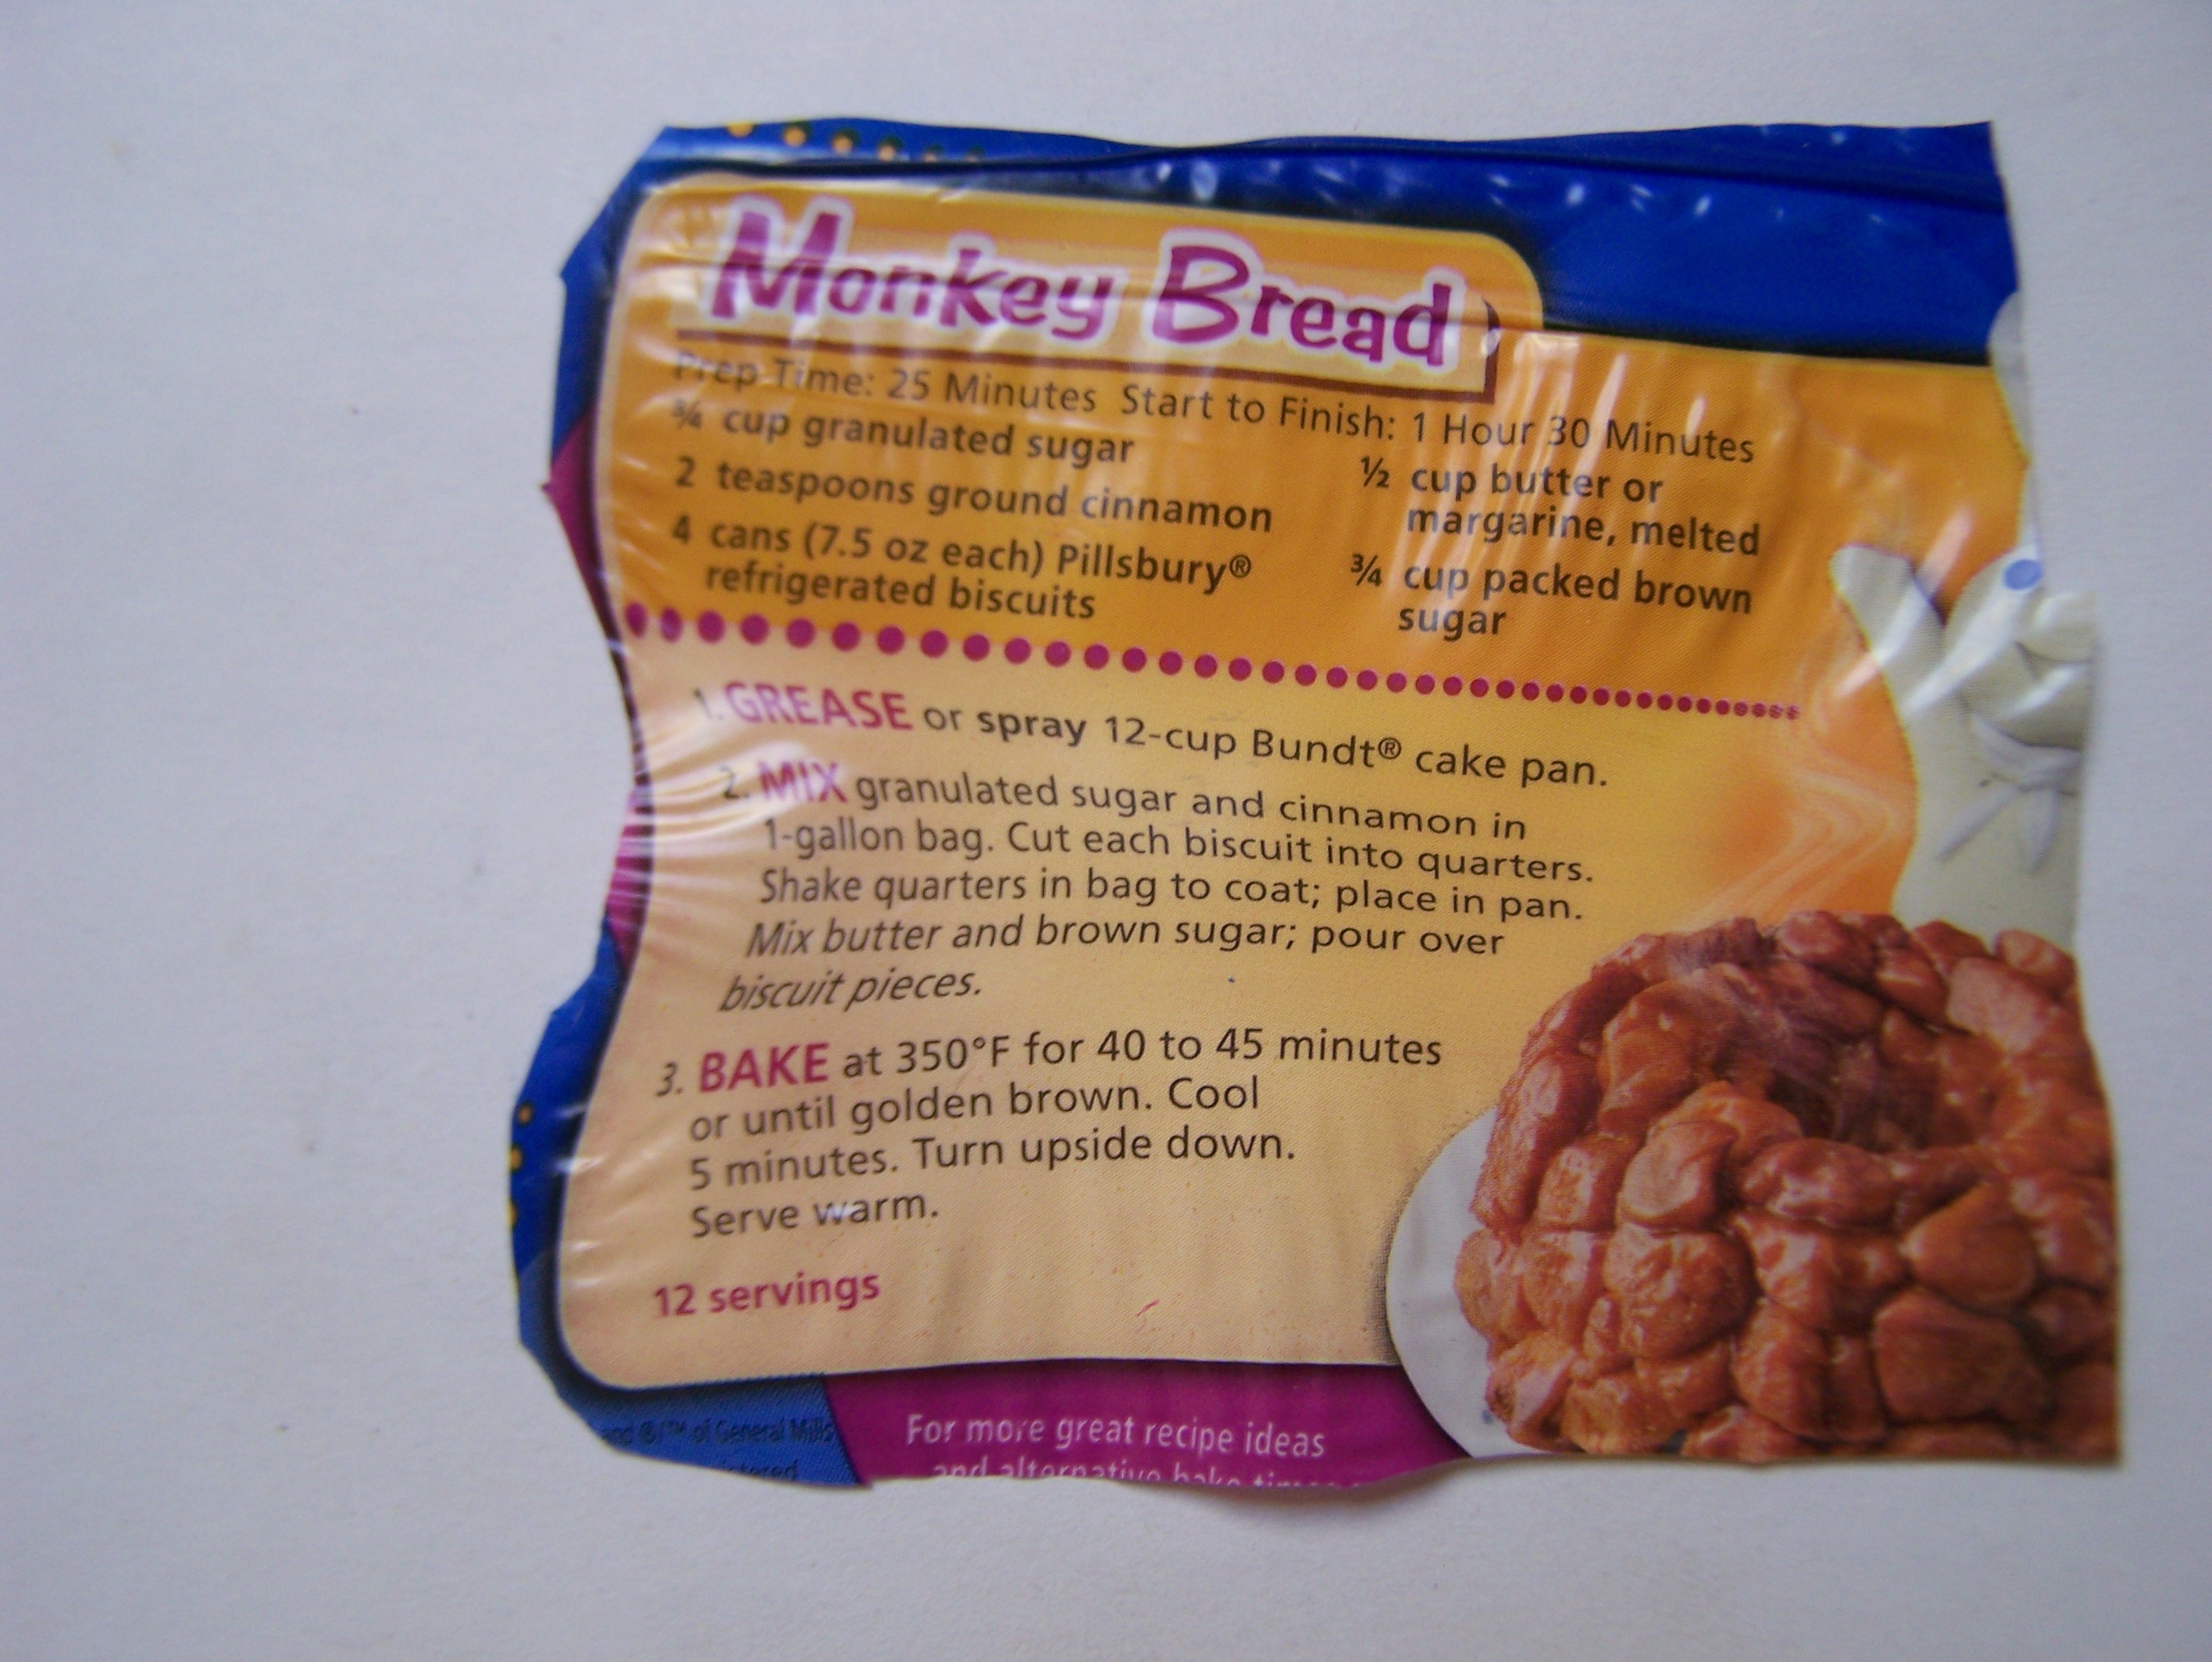 Monkey Bread
Prep Time: 25 Minutes Start to Finish: 1 Hour 30 Minutes
¾ cup granulated sugar
2 teaspoons ground cinnamon
4 cans (7.5 oz each) Pillsbury®
refrigerated biscuits
½ cup butter or
margarine, melted
¾ cup packed brown
sugar
1. GREASE or spray 12-cup Bundt® cake pan.
2. MIX granulated sugar and cinnamon in
1-gallon bag. Cut each biscuit into quarters.
Shake quarters in bag to coat; place in pan.
Mix butter and brown sugar; pour over
biscuit pieces.
3. BAKE at 350°F for 40 to 45 minutes
or until golden brown. Cool
5 minutes. Turn upside down.
Serve warm.
12 servings
and ®/™ of General Mills
For more great recipe ideas
and alternative bake